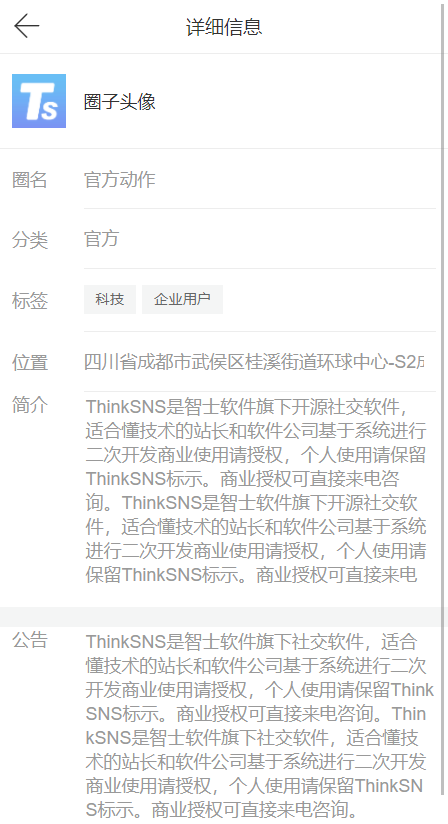 详细信息
Ts
圈子头像
圈名 官方动作
分类 官方
标签 科技 企业用户
位置 四川省成都市武侯区桂溪街道环球中心-S2
简介 ThinkSNS是智士软件旗下开源社交软件，
适合懂技术的站长和软件公司基于系统进行
二次开发商业使用请授权，个人使用请保留
ThinkSNS标示。商业授权可直接来电咨
询。ThinkSNS是智士软件旗下开源社交软
件，适合懂技术的站长和软件公司基于系统
进行二次开发商业使用请授权，个人使用请
保留ThinkSNS标示。商业授权可直接来电
公告 ThinkSNS是智士软件旗下社交软件，适合
懂技术的站长和软件公司基于系统进行二次
开发商业使用请授权，个人使用请保留Think
SNS标示。商业授权可直接来电咨询。Thin
kSNS是智士软件旗下社交软件，适合懂技
术的站长和软件公司基于系统进行二次开发
商业使用请授权，个人使用请保留ThinkSN
S标示。商业授权可直接来电咨询。